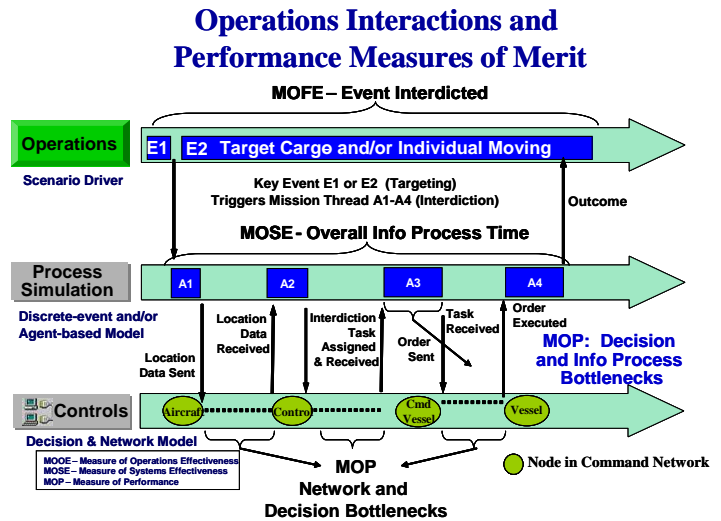 Operations Interactions and
Performance Measures of Merit
MOFE – Event Interdicted
Operations
E1
E2 Target Cargo and/or Individual Moving
Scenario Driver
Key Event E1 or E2 (Targeting)
Triggers Mission Thread A1-A4 (Interdiction)
Outcome
MOSE - Overall Info Process Time
Process
Simulation
A1
A2
A3
A4
Discrete-event and/or
Agent-based Model
Location
Data Sent
Location
Data
Received
Interdiction
Task
Assigned
& Received
Order
Sent
Task
Received
Order
Executed
MOP: Decision
and Info Process
Bottlenecks
Controls
Aircraft
Control
Cmd
Vessel
Vessel
Decision & Network Model
MOOE – Measure of Operations Effectiveness
MOSE – Measure of Systems Effectiveness
MOP – Measure of Performance
MOP
Network and
Decision Bottlenecks
Node in Command Network